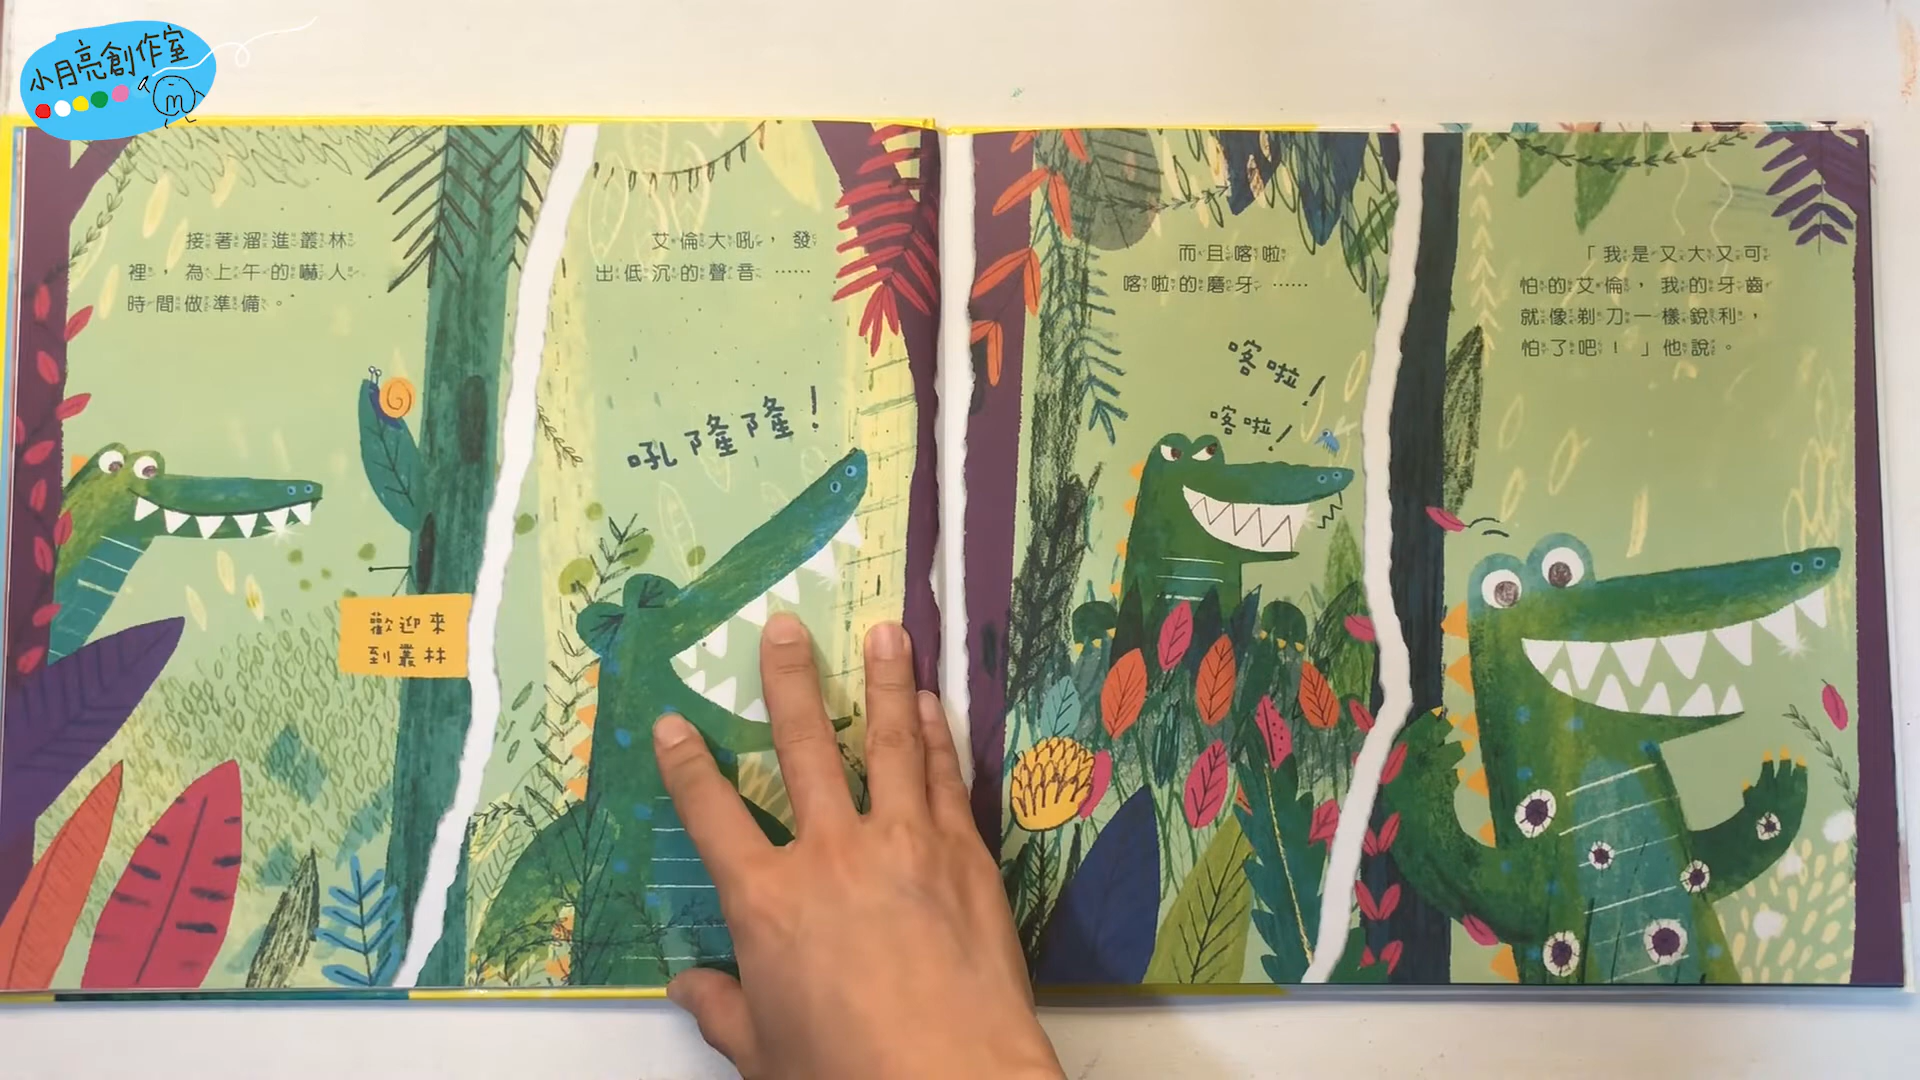 小月亮創作室
m
接著溜進叢林
裡，為上午的嚇人
時間做準備。
歡迎來
到叢林
艾倫大吼，發
出低沉的聲音……
吼隆隆！
而且喀啦
喀啦的磨牙……
喀啦！
喀啦！
「我是又大又可
怕的艾倫，我的牙齒
就像剃刀一樣銳利，
怕了吧！」他說。